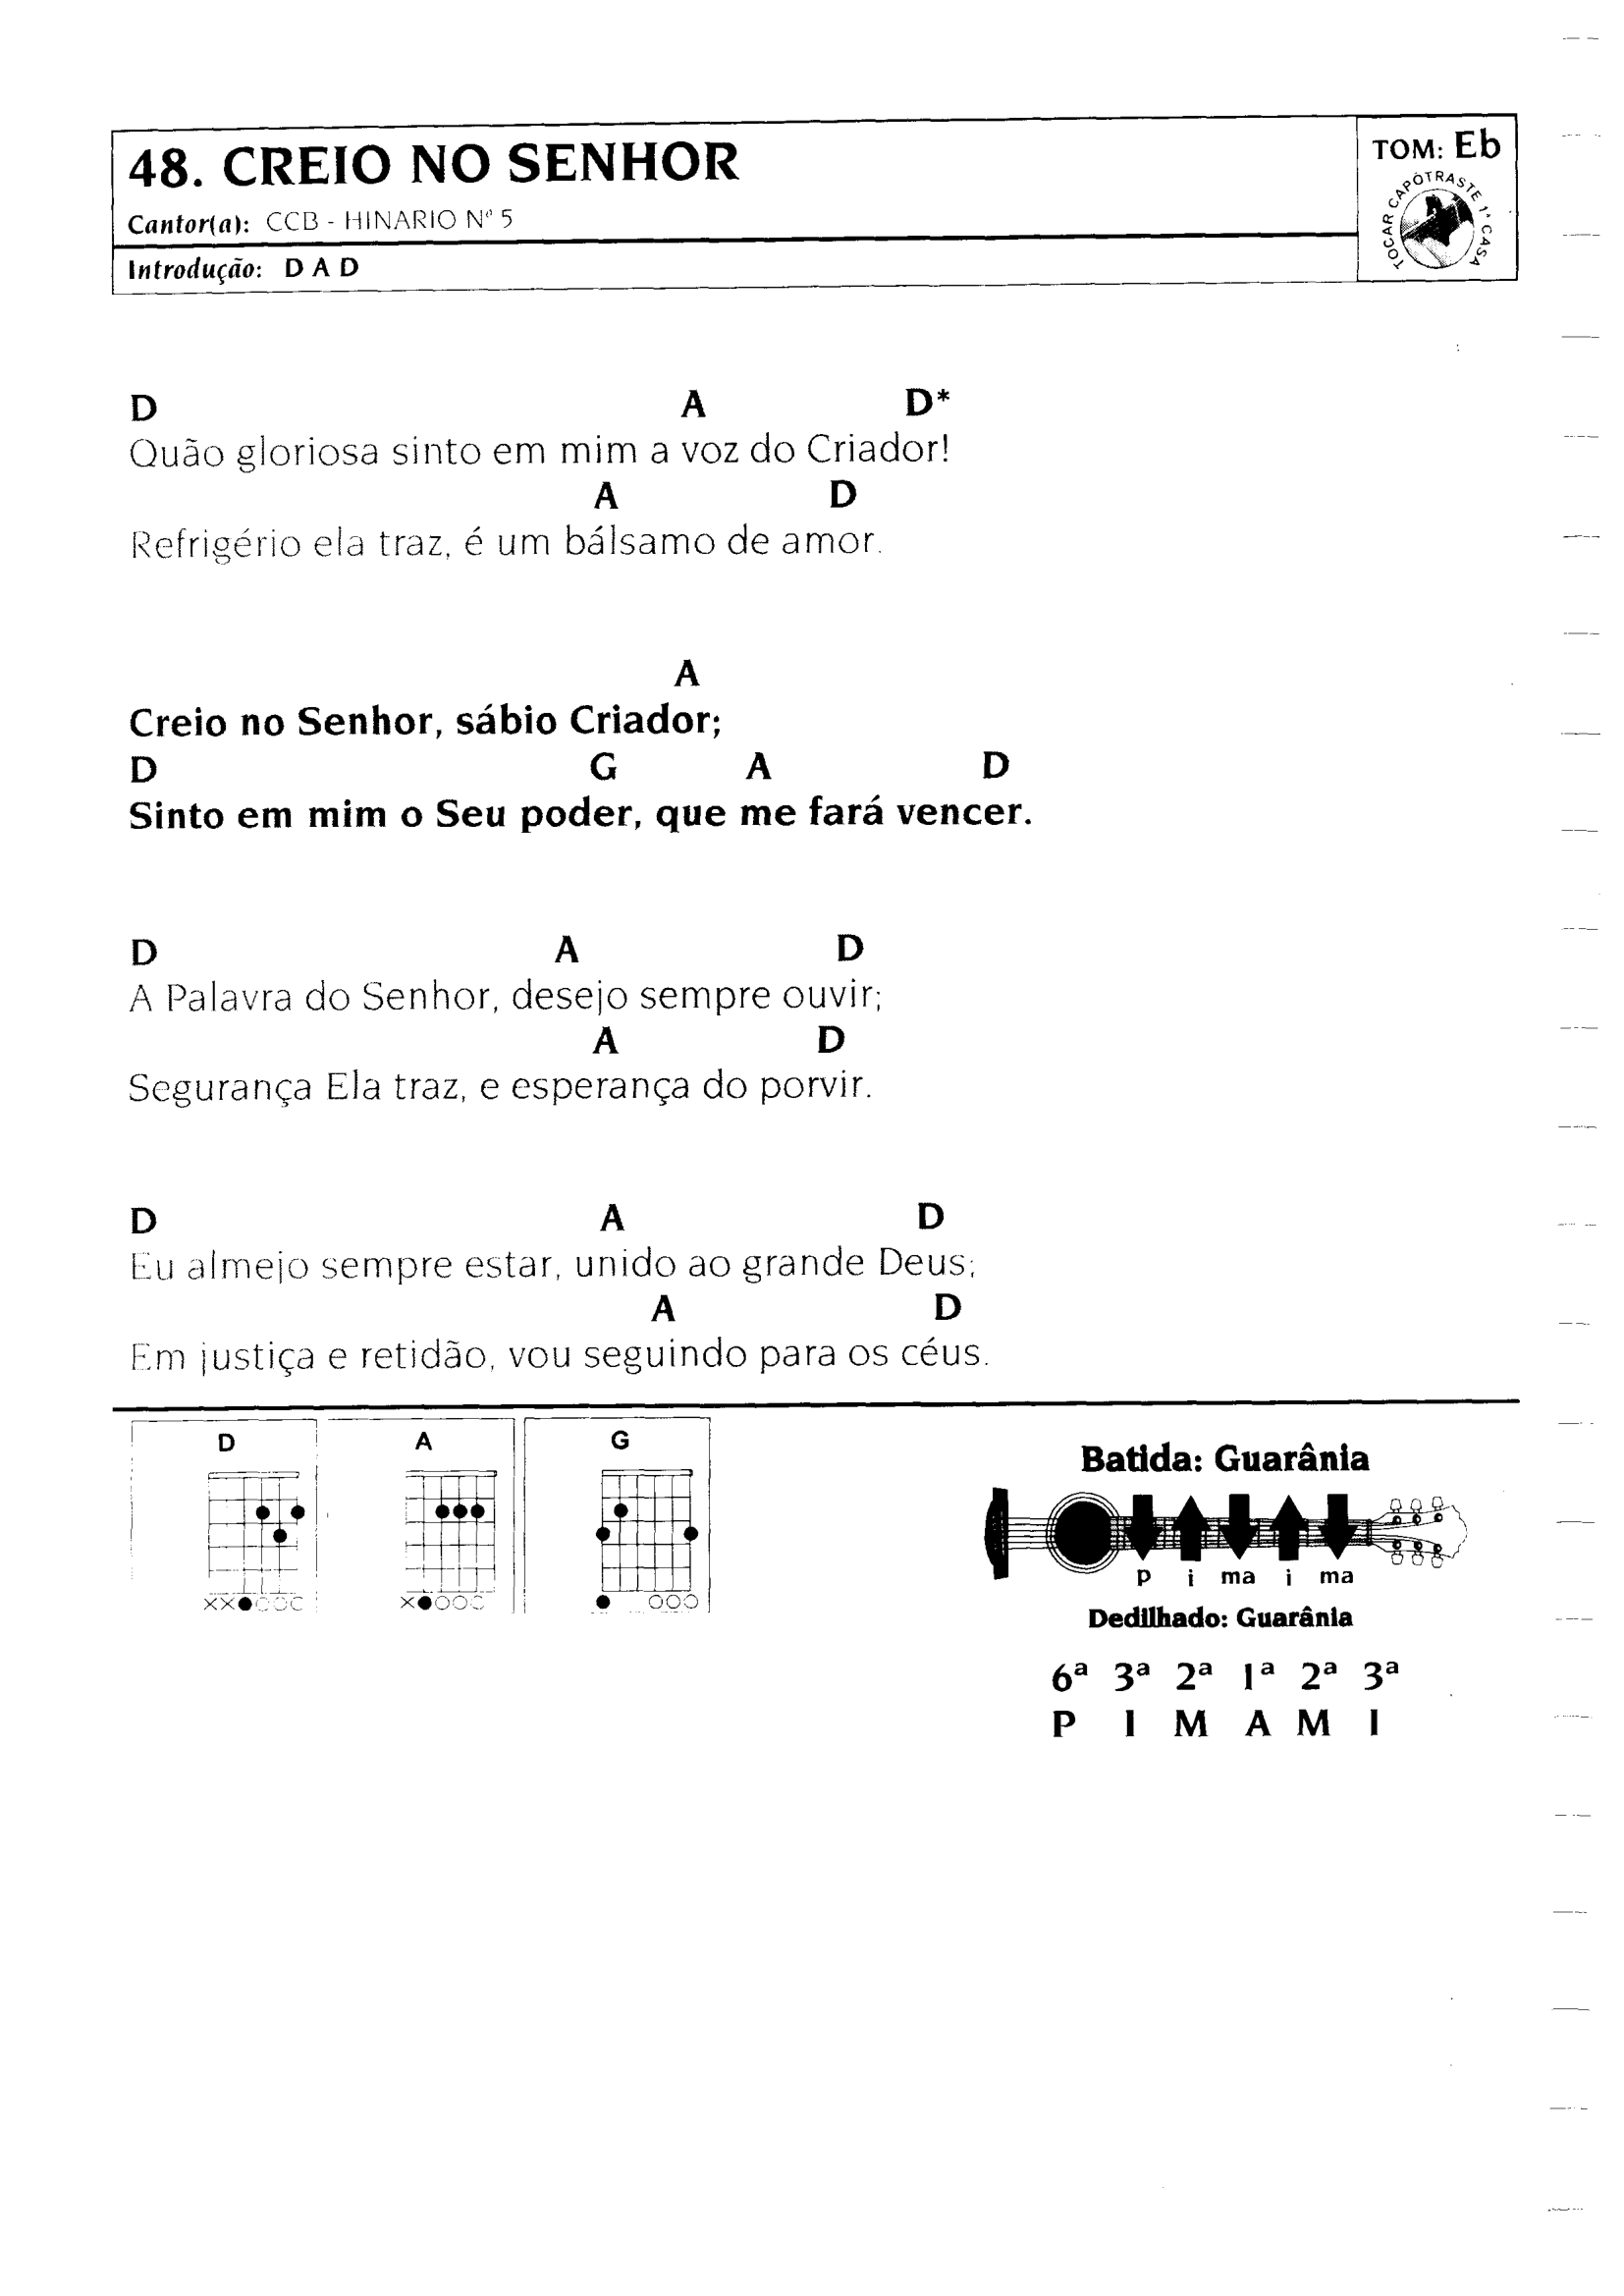 48. CREIO NO SENHOR
TOM: Eb
Cantor(a): CCB - HINARIO Nº 5
TOCAR CAPÓTRASTE 1ª CASA
Introdução: D A D
D A D*
Quão gloriosa sinto em mim a voz do Criador!
A D
Refrigério ela traz, é um bálsamo de amor.
A
Creio no Senhor, sábio Criador;
D G A D
Sinto em mim o Seu poder, que me fará vencer.
D A D
A Palavra do Senhor, desejo sempre ouvir;
A D
Segurança Ela traz, e esperança do porvir.
D A D
Eu almejo sempre estar, unido ao grande Deus;
A D
Em justiça e retidão, vou seguindo para os céus.
D A G
XX●○○○ X●○○○ ● ○○○
Batida: Guarânia
p i ma i ma
Dedilhado: Guarânia
6ª 3ª 2ª 1ª 2ª 3ª
P I M A M I